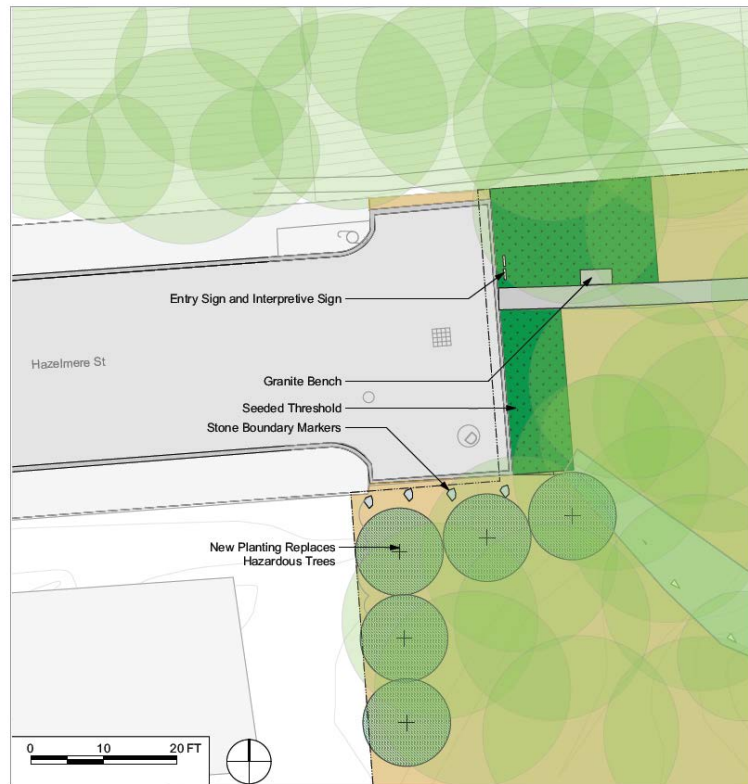 Entry Sign and Interpretive Sign
Hazelmere St
Granite Bench
Seeded Threshold
Stone Boundary Markers
D
New Planting Replaces
Hazardous Trees
0 10 20 FT